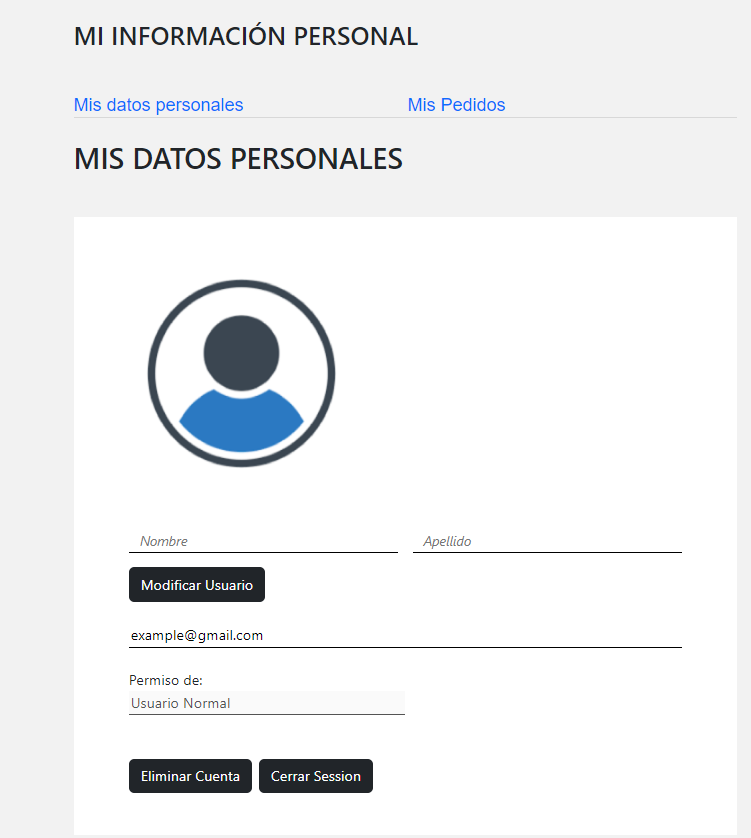 MI INFORMACIÓN PERSONAL
Mis datos personales Mis Pedidos
MIS DATOS PERSONALES
Nombre Apellido
Modificar Usuario
example@gmail.com
Permiso de:
Usuario Normal
Eliminar Cuenta Cerrar Session